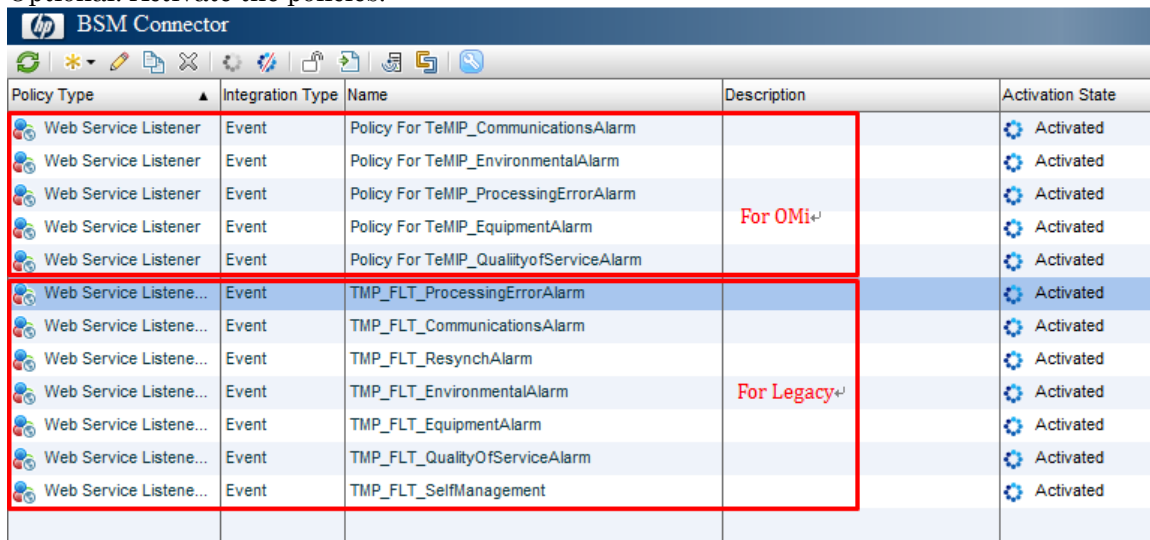 Optional: Activate the policies.
hp BSM Connector
Policy Type Integration Type Name Description Activation State
Web Service Listener Event Policy For TeMIP_CommunicationsAlarm Activated
Web Service Listener Event Policy For TeMIP_EnvironmentalAlarm Activated
Web Service Listener Event Policy For TeMIP_ProcessingErrorAlarm Activated
For OMi
Web Service Listener Event Policy For TeMIP_EquipmentAlarm Activated
Web Service Listener Event Policy For TeMIP_QualiityofServiceAlarm Activated
Web Service Listene... Event TMP_FLT_ProcessingErrorAlarm Activated
Web Service Listene... Event TMP_FLT_CommunicationsAlarm Activated
Web Service Listene... Event TMP_FLT_ResynchAlarm Activated
Web Service Listene... Event TMP_FLT_EnvironmentalAlarm For Legacy Activated
Web Service Listene... Event TMP_FLT_EquipmentAlarm Activated
Web Service Listene... Event TMP_FLT_QualityOfServiceAlarm Activated
Web Service Listene... Event TMP_FLT_SelfManagement Activated